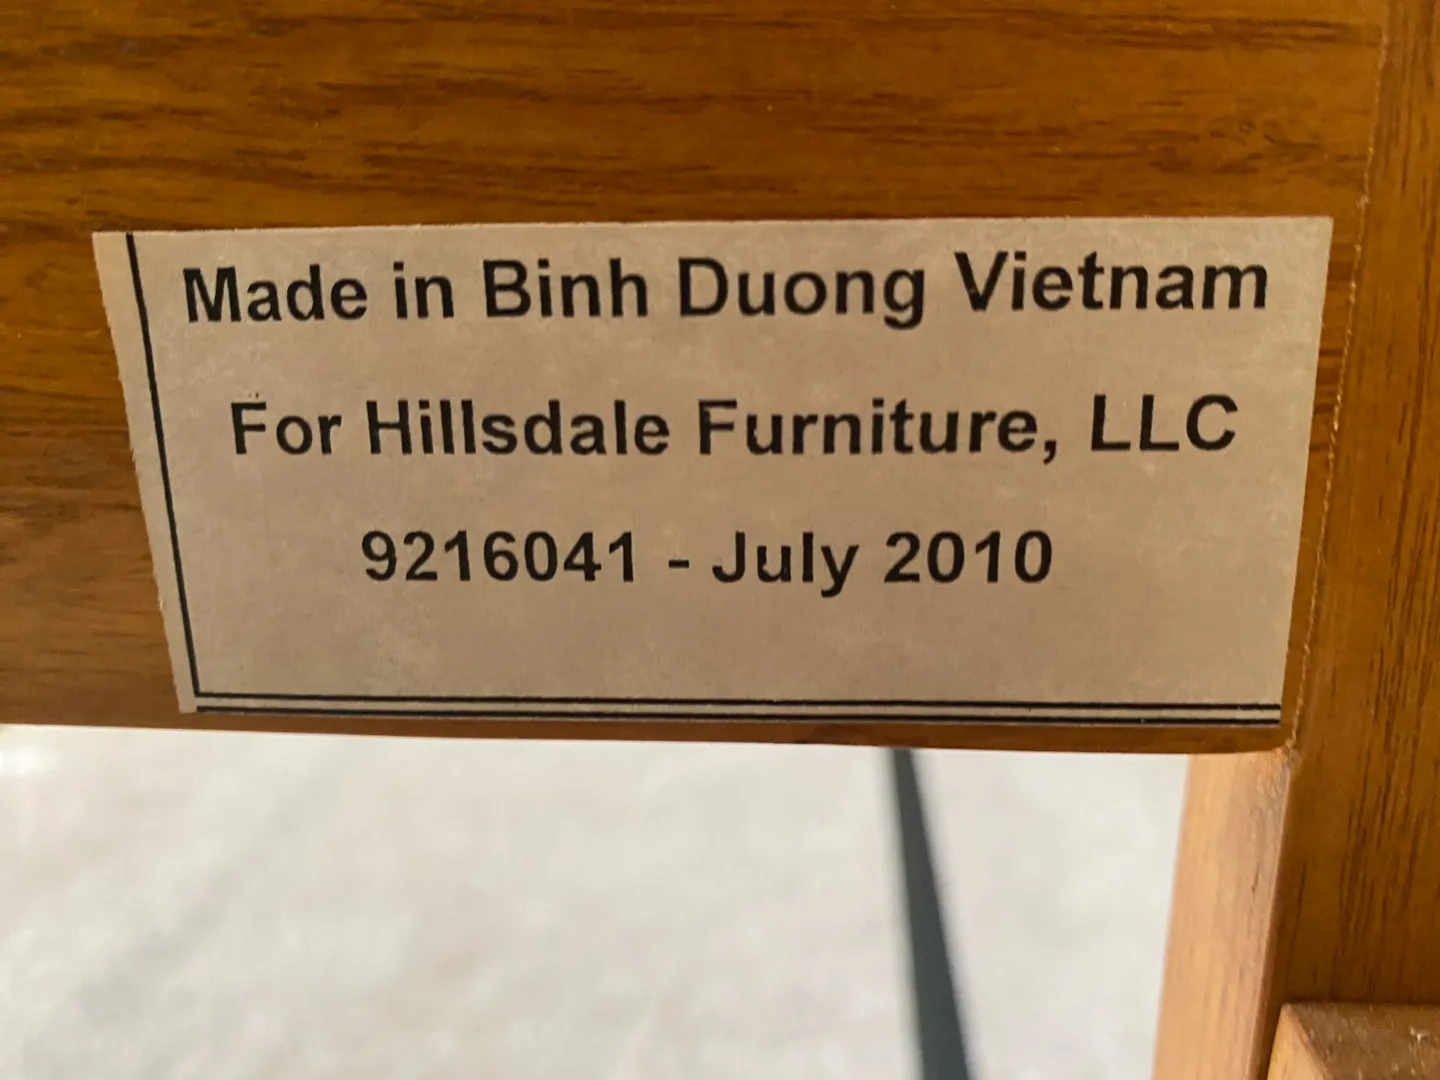 Made in Binh Duong Vietnam
For Hillsdale Furniture, LLC
9216041 - July 2010